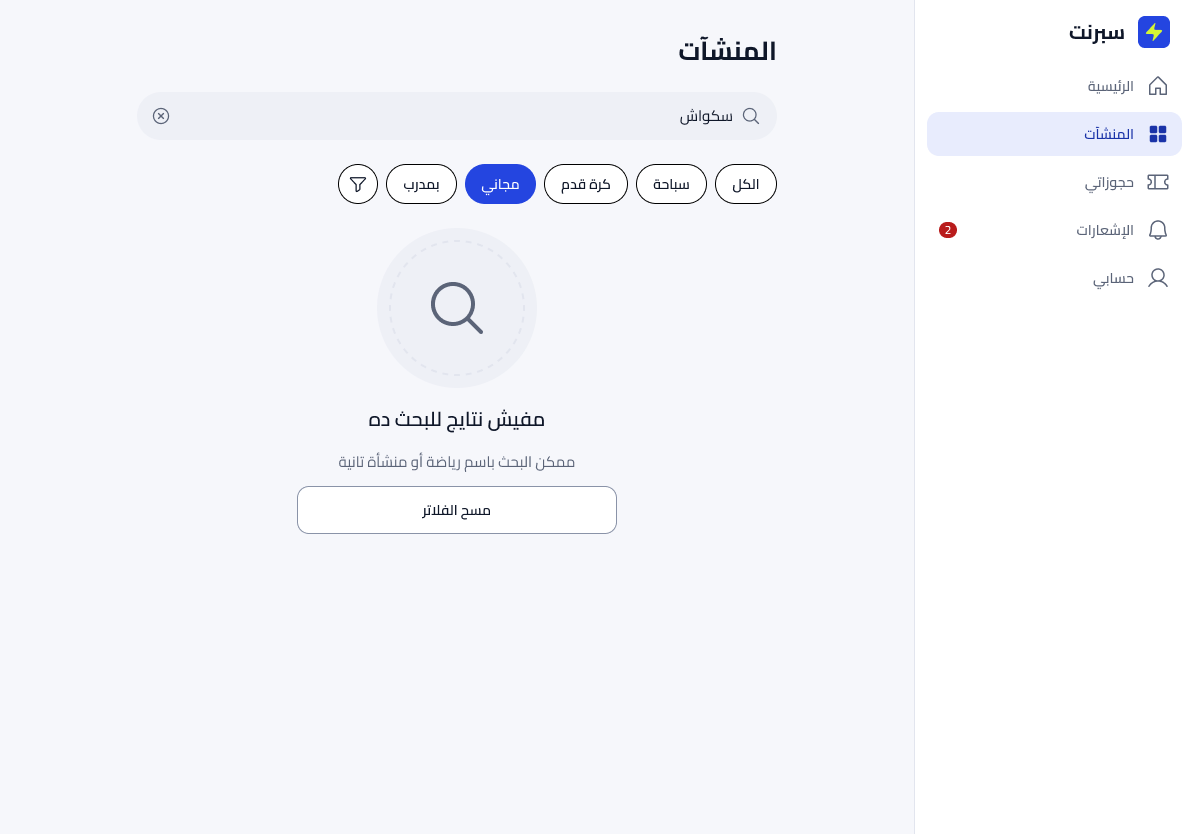 سبرنت
الرئيسية
المنشآت
حجوزاتي
الإشعارات
2
حسابي
المنشآت
سكواش
الكل
سباحة
كرة قدم
مجاني
بمدرب
مفيش نتايج للبحث ده
ممكن البحث باسم رياضة أو منشأة تانية
مسح الفلاتر